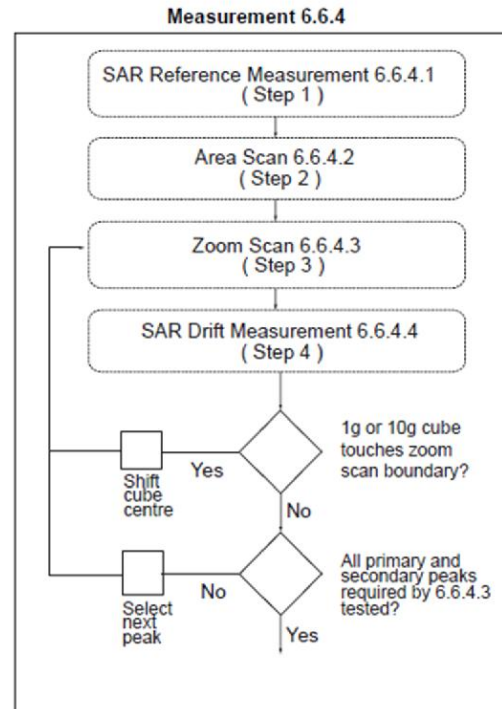 Measurement 6.6.4
SAR Reference Measurement 6.6.4.1
( Step 1 )
Area Scan 6.6.4.2
( Step 2 )
Zoom Scan 6.6.4.3
( Step 3 )
SAR Drift Measurement 6.6.4.4
( Step 4 )
1g or 10g cube
touches zoom
scan boundary?
Yes
Shift
cube
centre
No
All primary and
secondary peaks
required by 6.6.4.3
tested?
No
Select
next
peak
Yes